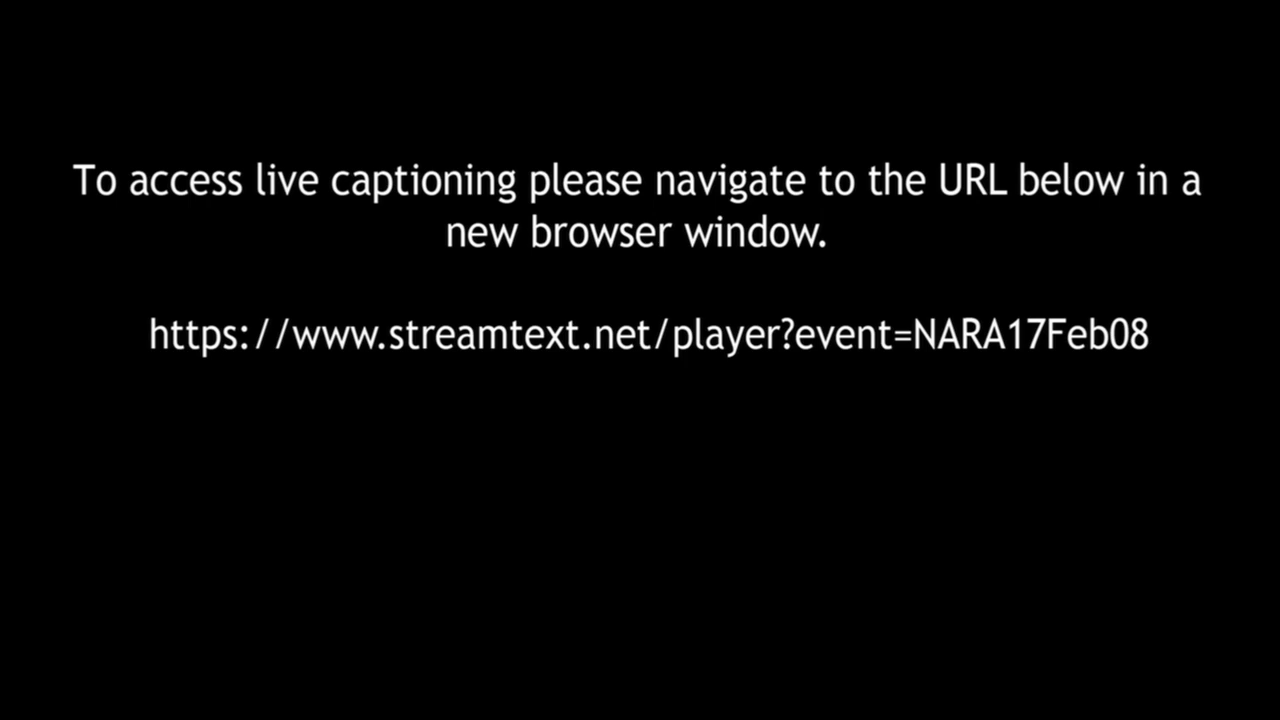 To access live captioning please navigate to the URL below in a
new browser window.
https://www.streamtext.net/player?event=NARA17Feb08